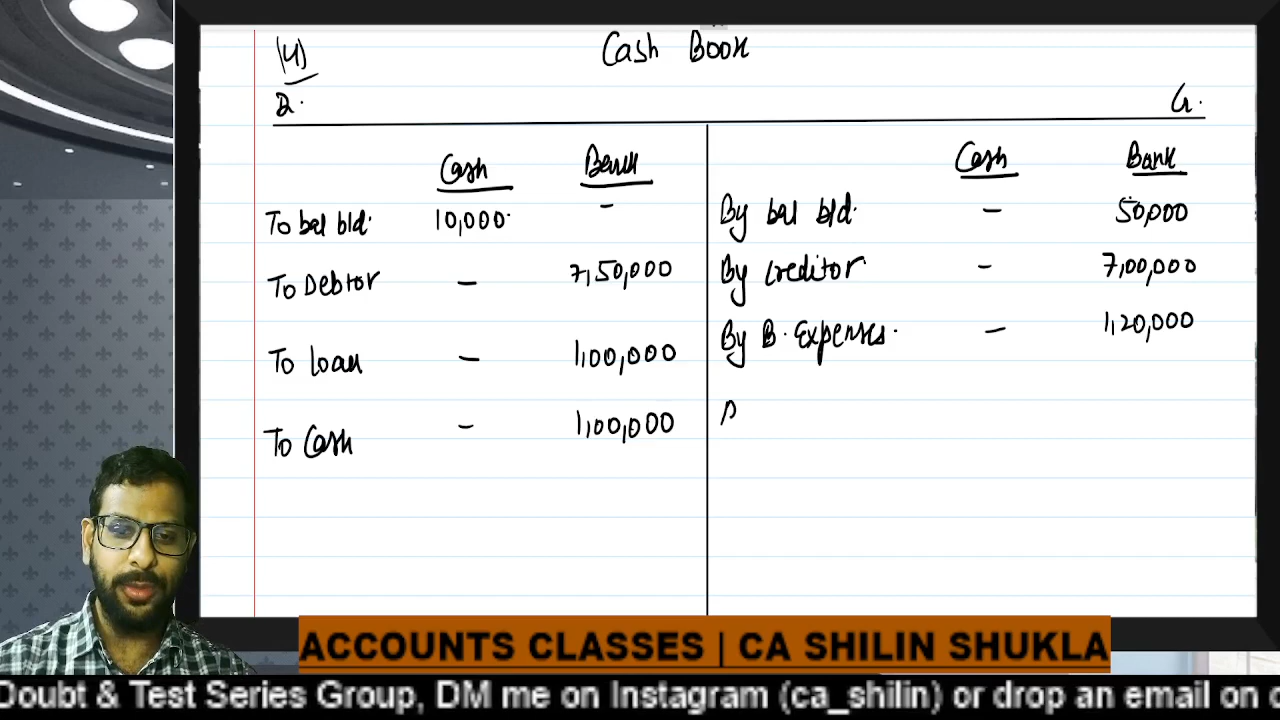 (4) Cash Book
Dr. Cr.
Cash Bank Cash Bank
To bal b/d. 10,000. - By bal b/d. - 50,000
To Debtor - 7,50,000 By Creditor - 7,00,000
To Loan - 1,00,000 By B. Expenses. - 1,20,000
To Cash - 1,00,000
ACCOUNTS CLASSES | CA SHILIN SHUKLA
Doubt & Test Series Group, DM me on Instagram (ca_shilin) or drop an email on